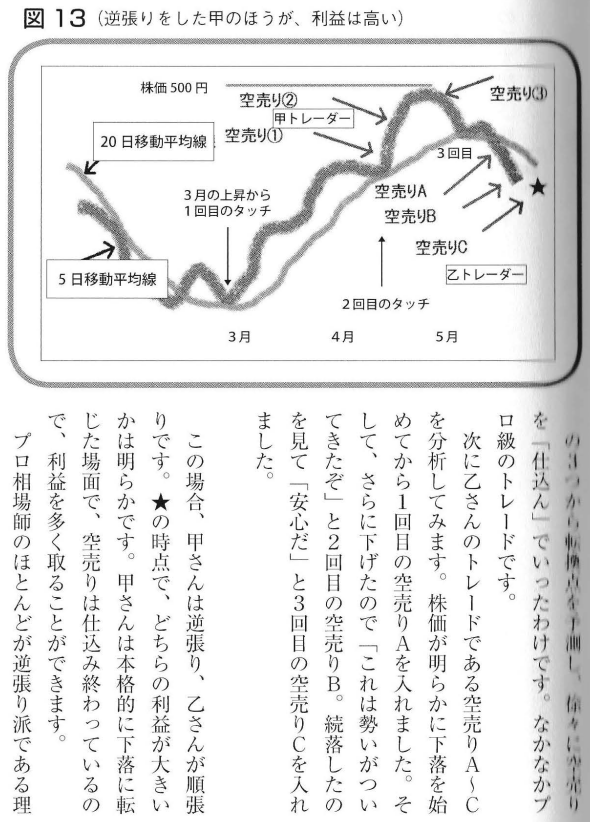 図 13（逆張りをした甲のほうが、利益は高い）
株価 500 円
空売り②
甲トレーダー
空売り①
空売り③
20 日移動平均線
3月の上昇から
1回目のタッチ
3回目
空売りA
空売りB
空売りC
★
乙トレーダー
5 日移動平均線
2回目のタッチ
3月
4月
5月
の3つから転換点を予測し、徐々に空売り
を「仕込ん」でいったわけです。なかなかプ
ロ級のトレードです。
次に乙さんのトレードである空売りA～C
を分析してみます。株価が明らかに下落を始
めてから１回目の空売りAを入れました。そ
して、さらに下げたので「これは勢いがつい
てきたぞ」と２回目の空売りB。続落したの
を見て「安心だ」と３回目の空売りCを入れ
ました。
この場合、甲さんは逆張り、乙さんが順張
りです。★の時点で、どちらの利益が大きい
かは明らかです。甲さんは本格的に下落に転
じた場面で、空売りは仕込み終わっているの
で、利益を多く取ることができます。
プロ相場師のほとんどが逆張り派である理